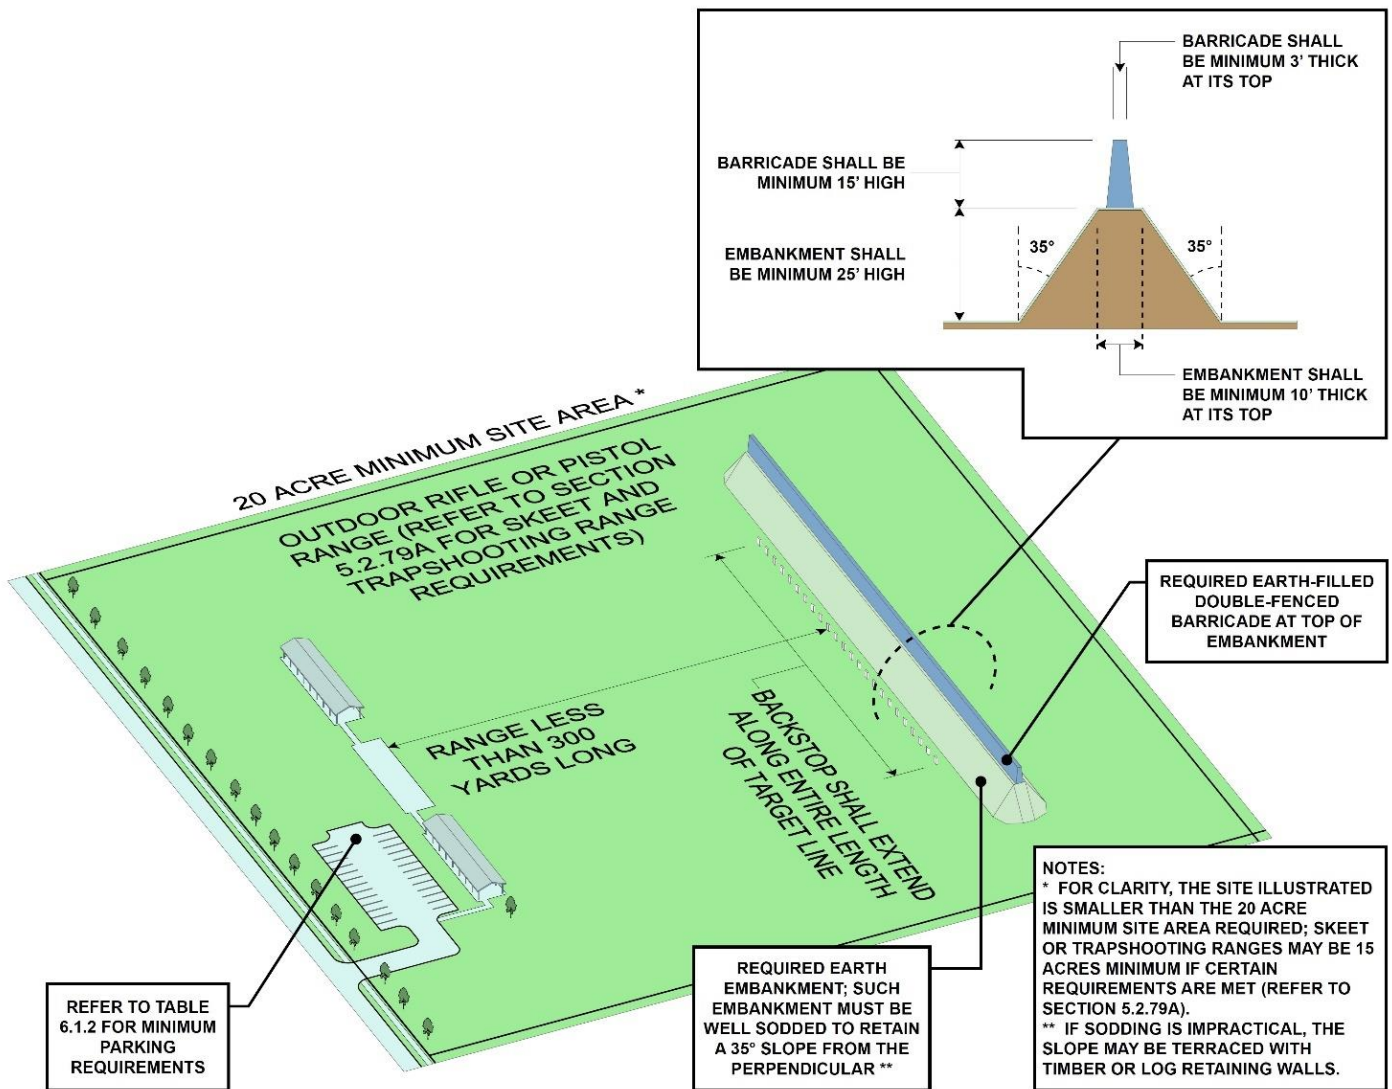 BARRICADE SHALL
BE MINIMUM 3' THICK
AT ITS TOP
BARRICADE SHALL BE
MINIMUM 15' HIGH
EMBANKMENT SHALL
BE MINIMUM 25' HIGH
35°
35°
EMBANKMENT SHALL
BE MINIMUM 10' THICK
AT ITS TOP
20 ACRE MINIMUM SITE AREA *
OUTDOOR RIFLE OR PISTOL
RANGE (REFER TO SECTION
5.2.79A FOR SKEET AND
TRAPSHOOTING RANGE
REQUIREMENTS)
REQUIRED EARTH-FILLED
DOUBLE-FENCED
BARRICADE AT TOP OF
EMBANKMENT
RANGE LESS
THAN 300
YARDS LONG
BACKSTOP SHALL EXTEND
ALONG ENTIRE LENGTH
OF TARGET LINE
REFER TO TABLE
6.1.2 FOR MINIMUM
PARKING
REQUIREMENTS
REQUIRED EARTH
EMBANKMENT; SUCH
EMBANKMENT MUST BE
WELL SODDED TO RETAIN
A 35° SLOPE FROM THE
PERPENDICULAR **
NOTES:
* FOR CLARITY, THE SITE ILLUSTRATED
IS SMALLER THAN THE 20 ACRE
MINIMUM SITE AREA REQUIRED; SKEET
OR TRAPSHOOTING RANGES MAY BE 15
ACRES MINIMUM IF CERTAIN
REQUIREMENTS ARE MET (REFER TO
SECTION 5.2.79A).
** IF SODDING IS IMPRACTICAL, THE
SLOPE MAY BE TERRACED WITH
TIMBER OR LOG RETAINING WALLS.